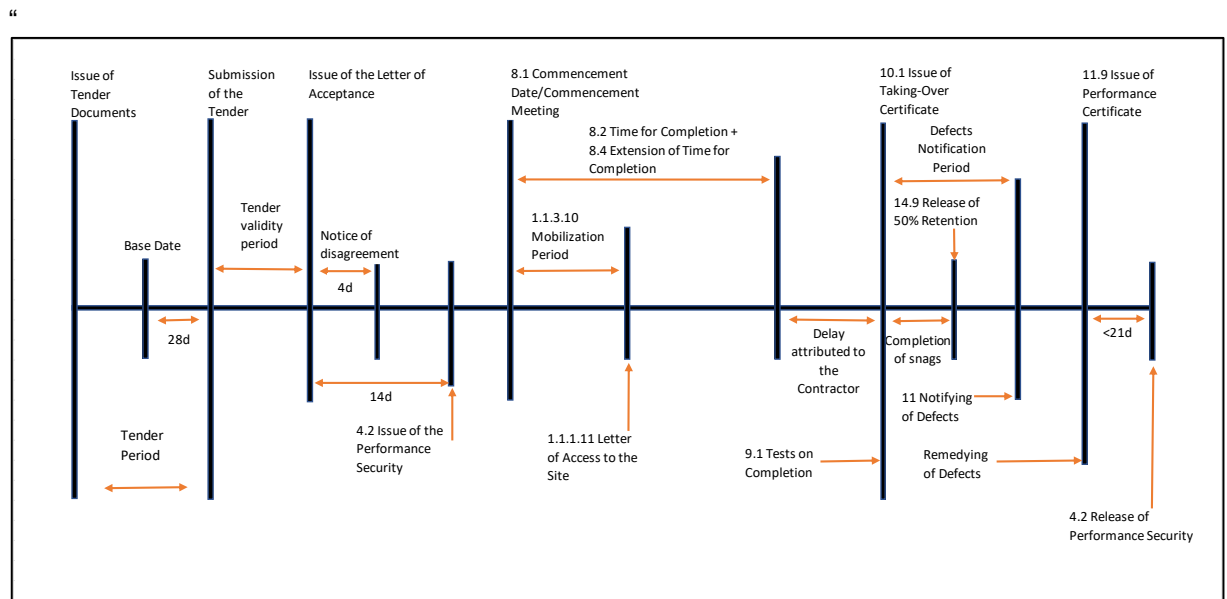 “
Issue of
Tender
Documents
Submission
of the
Tender
Issue of the Letter of
Acceptance
8.1 Commencement
Date/Commencement
Meeting
10.1 Issue of
Taking-Over
Certificate
11.9 Issue of
Performance
Certificate
8.2 Time for Completion +
8.4 Extension of Time for
Completion
Defects
Notification
Period
14.9 Release of
50% Retention
Tender
validity
period
Base Date
Notice of
disagreement
4d
1.1.3.10
Mobilization
Period
28d
14d
Delay
attributed to
the
Contractor
Completion
of snags
<21d
4.2 Issue of the
Performance
Security
1.1.1.11 Letter
of Access to the
Site
11 Notifying
of Defects
Tender
Period
9.1 Tests on
Completion
Remedying
of Defects
4.2 Release of
Performance Security